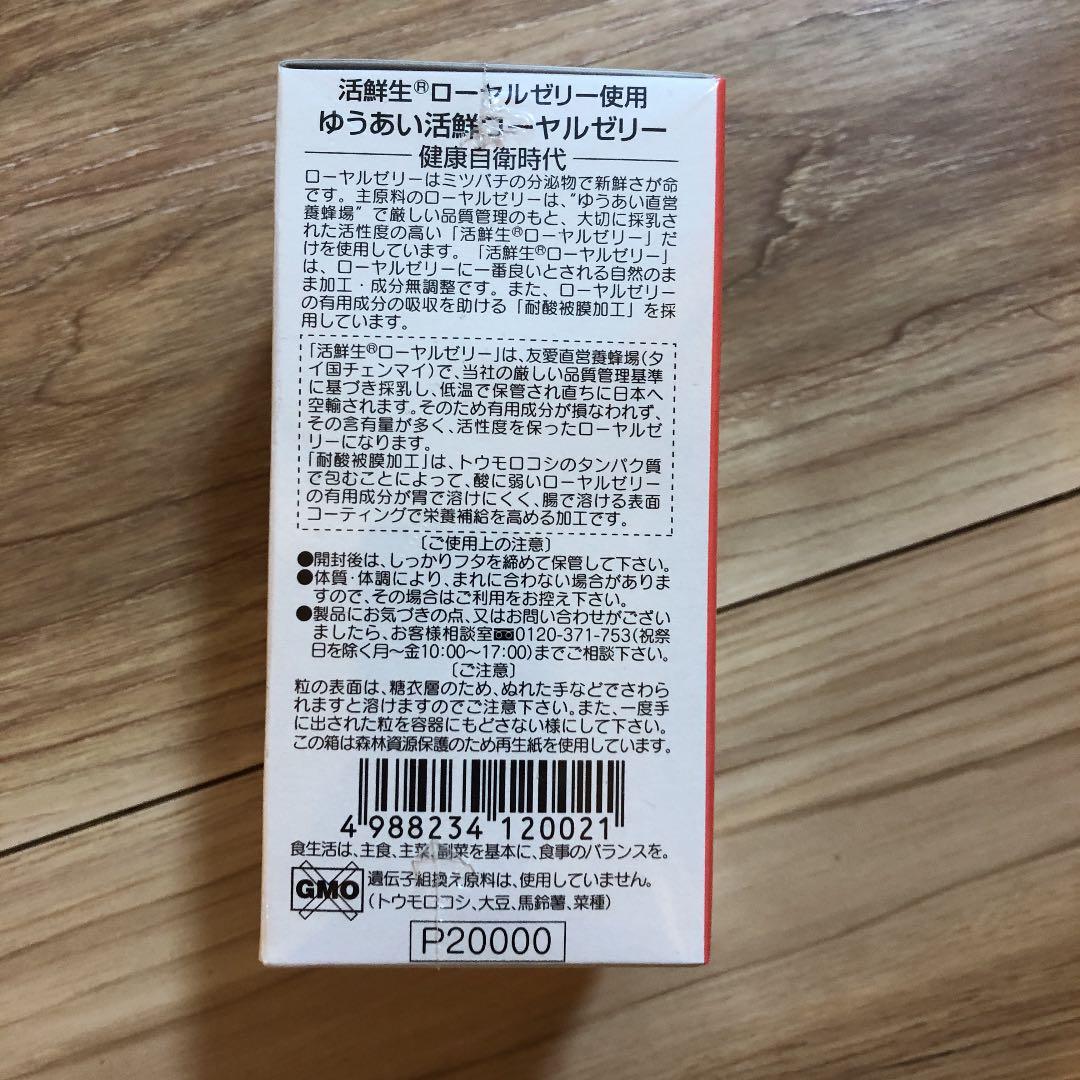 活鮮生®ローヤルゼリー使用
ゆうあい活鮮ローヤルゼリー
健康自衛時代
ローヤルゼリーはミツバチの分泌物で新鮮さが命
です。主原料のローヤルゼリーは、“ゆうあい直営
養蜂場”で厳しい品質管理のもと、大切に採乳さ
れた活性度の高い「活鮮生®ローヤルゼリー」だ
けを使用しています。「活鮮生®ローヤルゼリー」
は、ローヤルゼリーに一番良いとされる自然のま
ま加工・成分無調整です。また、ローヤルゼリー
の有用成分の吸収を助ける「耐酸被膜加工」を採
用しています。
「活鮮生®ローヤルゼリー」は、友愛直営養蜂場(タ
イ国チェンマイ)で、当社の厳しい品質管理基準
に基づき採乳し、低温で保管され直ちに日本へ
空輸されます。そのため有用成分が損なわれず、
その含有量が多く、活性度を保ったローヤルゼ
リーになります。
「耐酸被膜加工」は、トウモロコシのタンパク質
で包むことによって、酸に弱いローヤルゼリー
の有用成分が胃で溶けにくく、腸で溶ける表面
コーティングで栄養補給を高める加工です。
〔ご使用上の注意〕
●開封後は、しっかりフタを締めて保管して下さい。
●体質・体調により、まれに合わない場合がありま
すので、その場合はご利用をお控え下さい。
●製品にお気づきの点、又はお問い合わせがござい
ましたら、お客様相談室0120-371-753(祝祭
日を除く月〜金10:00〜17:00)までご相談下さい。
〔ご注意〕
粒の表面は、糖衣層のため、ぬれた手などでさわら
れますと溶けますのでご注意下さい。また、一度手
に出された粒を容器にもどさない様にして下さい。
この箱は森林資源保護のため再生紙を使用しています。
4 988234 120021
食生活は、主食、主菜、副菜を基本に、食事のバランスを。
GMO
遺伝子組換え原料は、使用していません。
(トウモロコシ、大豆、馬鈴薯、菜種)
P20000